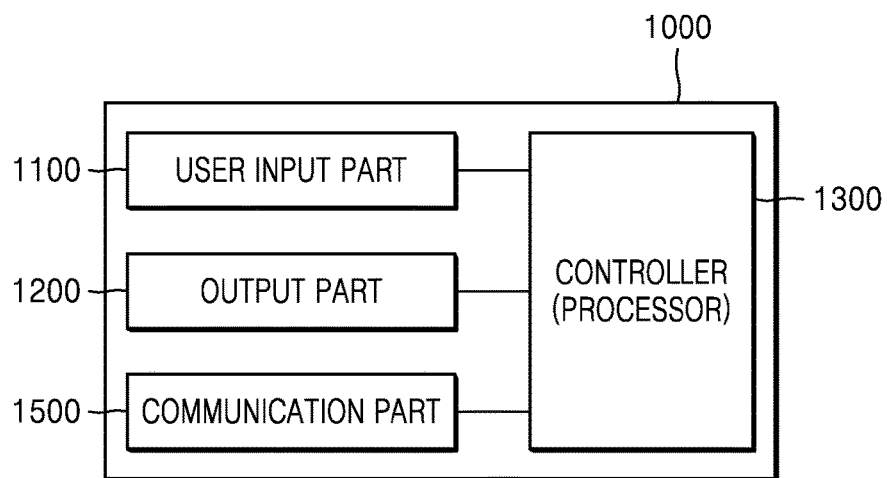 1000
1100
USER INPUT PART
1300
1200
OUTPUT PART
CONTROLLER
(PROCESSOR)
1500
COMMUNICATION PART